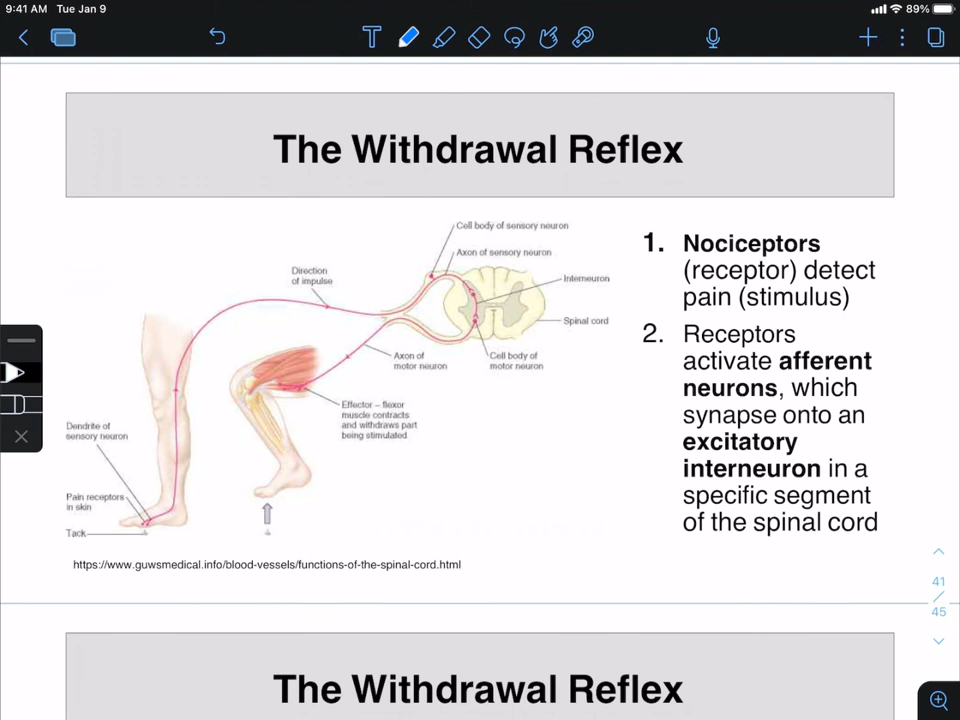 9:41 AM Tue Jan 9
89%
The Withdrawal Reflex
Cell body of sensory neuron
Axon of sensory neuron
Direction
of impulse
Interneuron
Spinal cord
Axon of
motor neuron
Cell body of
motor neuron
Effector – flexor
muscle contracts
and withdraws part
being stimulated
Dendrite of
sensory neuron
Pain receptors
in skin
Tack
https://www.guwsmedical.info/blood-vessels/functions-of-the-spinal-cord.html
1. Nociceptors
(receptor) detect
pain (stimulus)
2. Receptors
activate afferent
neurons, which
synapse onto an
excitatory
interneuron in a
specific segment
of the spinal cord
41
/
45
The Withdrawal Reflex